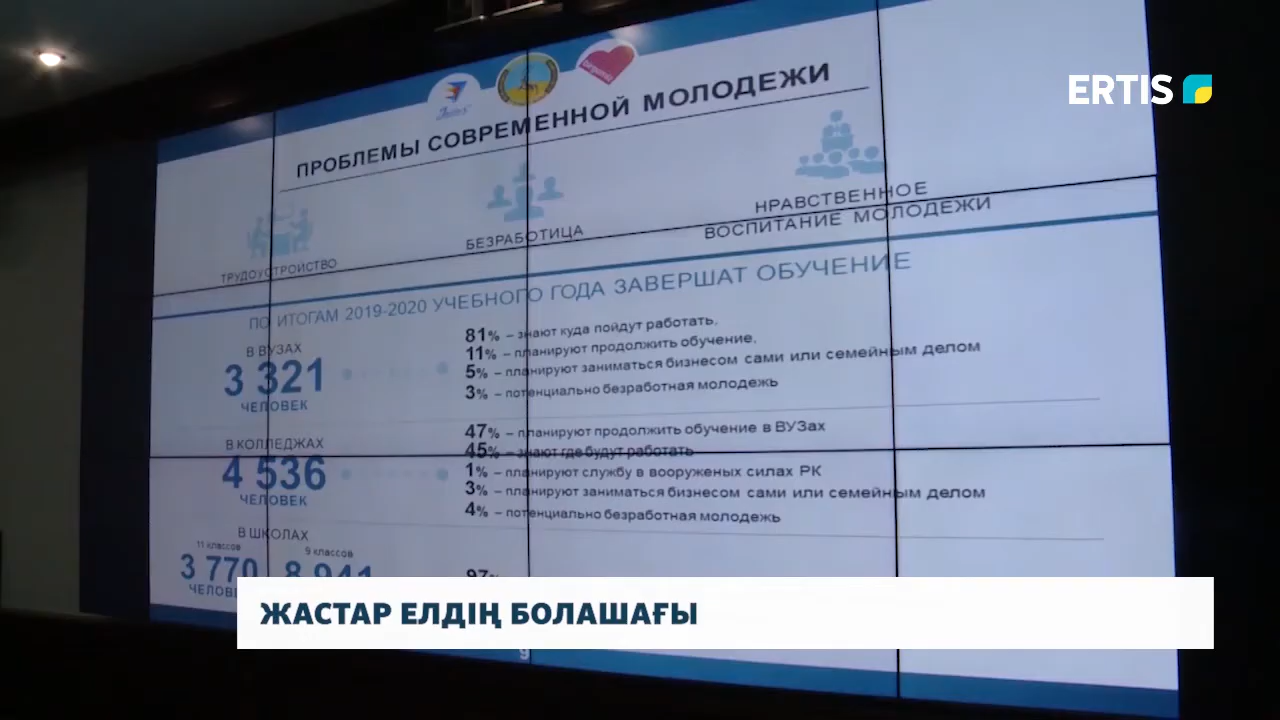 ERTIS
ПРОБЛЕМЫ СОВРЕМЕННОЙ МОЛОДЕЖИ
ТРУДОУСТРОЙСТВО
БЕЗРАБОТИЦА
НРАВСТВЕННОЕ
ВОСПИТАНИЕ МОЛОДЕЖИ
ПО ИТОГАМ 2019-2020 УЧЕБНОГО ГОДА ЗАВЕРШАТ ОБУЧЕНИЕ
В ВУЗАХ
3 321
ЧЕЛОВЕК
81% – знают куда пойдут работать,
11% – планируют продолжить обучение,
5% – планируют заниматься бизнесом сами или семейным делом
3% – потенциально безработная молодежь
В КОЛЛЕДЖАХ
4 536
ЧЕЛОВЕК
47% – планируют продолжить обучение в ВУЗах
45% – знают где будут работать
1% – планируют службу в вооруженых силах РК
3% – планируют заниматься бизнесом сами или семейным делом
4% – потенциально безработная молодежь
В ШКОЛАХ
11 классов
9 классов
3 770
8 941
97%
ЖАСТАР ЕЛДІҢ БОЛАШАҒЫ
9